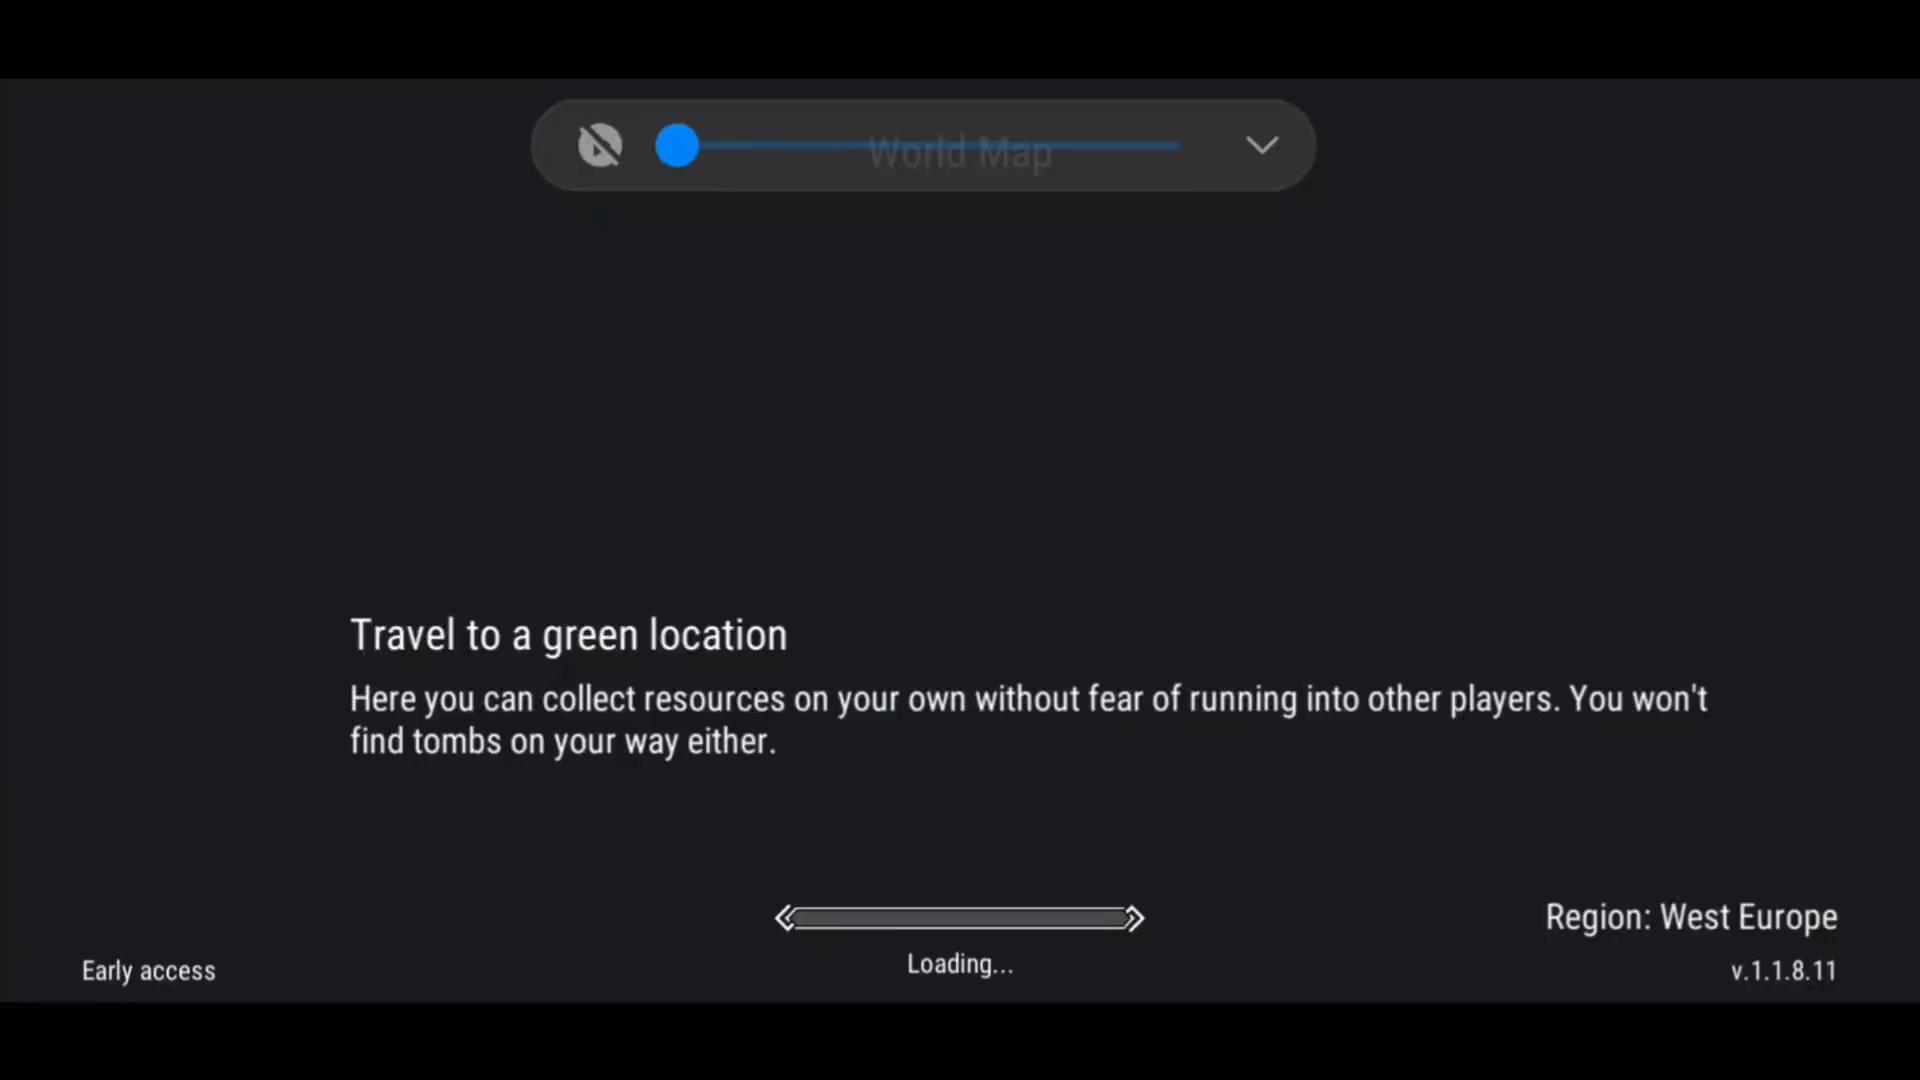 World Map
Travel to a green location
Here you can collect resources on your own without fear of running into other players. You won't
find tombs on your way either.
Region: West Europe
Loading...
Early access
v.1.1.8.11